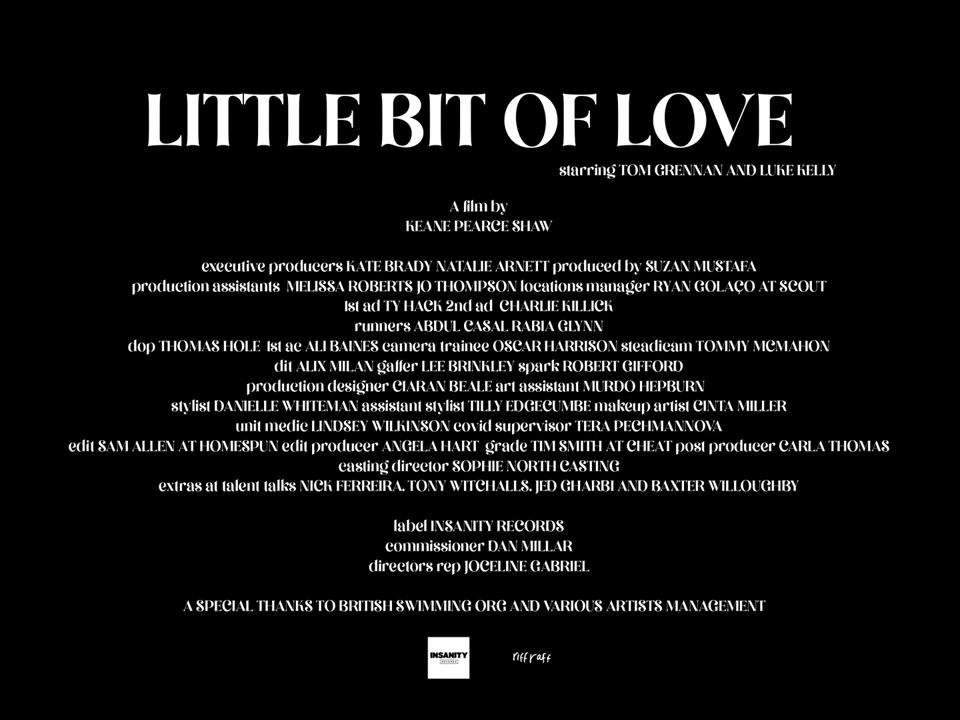 LITTLE BIT OF LOVE
starring TOM GRENNAN AND LUKE KELLY
A film by
KEANE PEARCE SHAW
executive producers KATE BRADY NATALIE ARNETT produced by SUZAN MUSTAFA
production assistants MELISSA ROBERTS JO THOMPSON locations manager RYAN GOLAÇO AT SCOUT
1st ad TY HACK 2nd ad CHARLIE KILLICK
runners ABDUL CASAL RABIA GLYNN
dop THOMAS HOLE 1st ac ALI BAINES camera trainee OSCAR HARRISON steadicam TOMMY MCMAHON
dit ALIX MILAN gaffer LEE BRINKLEY spark ROBERT GIFFORD
production designer CIARAN BEALE art assistant MURDO HEPBURN
stylist DANIELLE WHITEMAN assistant stylist TILLY EDGECUMBE makeup artist CINTA MILLER
unit medic LINDSEY WILKINSON covid supervisor TERA PECHMANNOVA
edit SAM ALLEN AT HOMESPUN edit producer ANGELA HART grade TIM SMITH AT CHEAT post producer CARLA THOMAS
casting director SOPHIE NORTH CASTING
extras at talent talks NICK FERREIRA, TONY WITCHALLS, JED GHARBI AND BAXTER WILLOUGHBY
label INSANITY RECORDS
commissioner DAN MILLAR
directors rep JOCELINE GABRIEL
A SPECIAL THANKS TO BRITISH SWIMMING ORG AND VARIOUS ARTISTS MANAGEMENT
INSANITY
RECORDS
riffraff